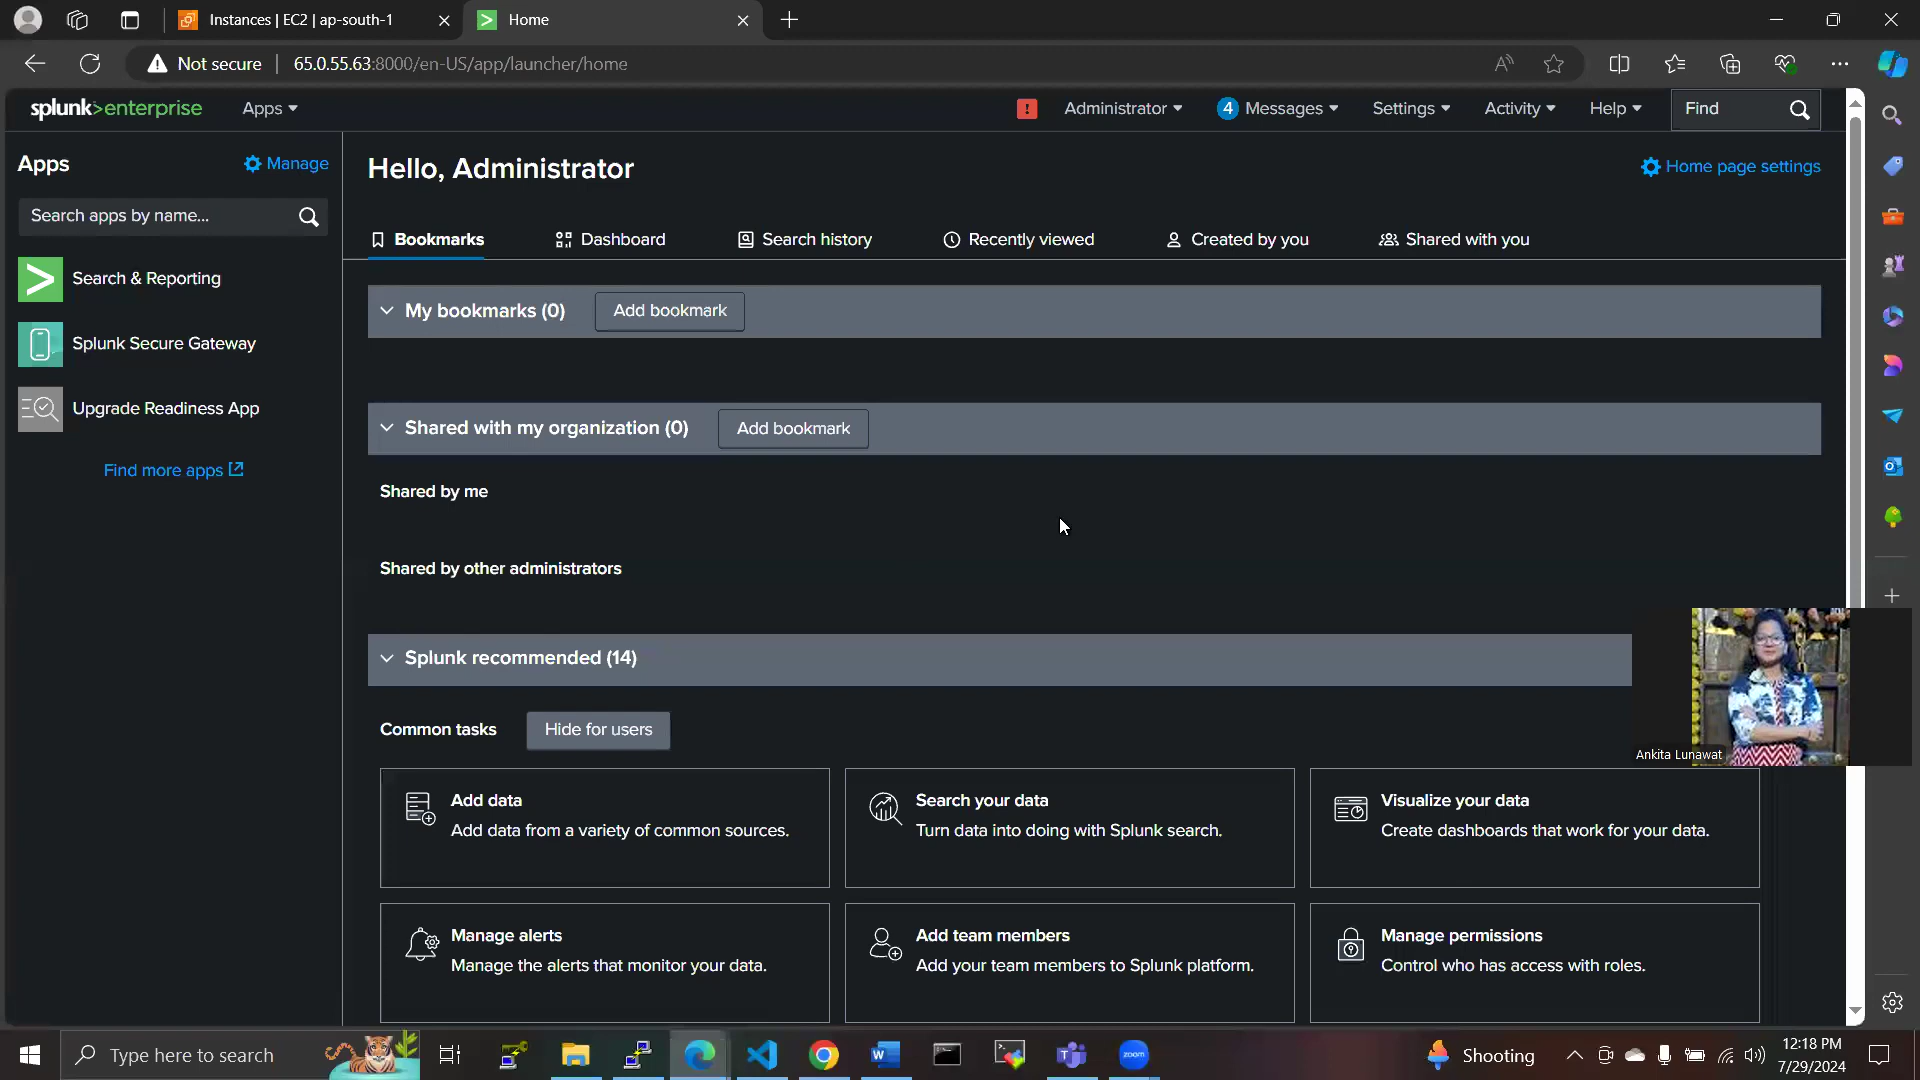 Instances | EC2 | ap-south-1
Home
Not secure
65.0.55.63:8000/en-US/app/launcher/home
splunk>enterprise
Apps
Administrator
4 Messages
Settings
Activity
Help
Find
Apps
Manage
Search apps by name...
Search & Reporting
Splunk Secure Gateway
Upgrade Readiness App
Find more apps
Hello, Administrator
Home page settings
Bookmarks
Dashboard
Search history
Recently viewed
Created by you
Shared with you
My bookmarks (0)
Add bookmark
Shared with my organization (0)
Add bookmark
Shared by me
Shared by other administrators
Splunk recommended (14)
Common tasks
Hide for users
Add data
Add data from a variety of common sources.
Search your data
Turn data into doing with Splunk search.
Visualize your data
Create dashboards that work for your data.
Manage alerts
Manage the alerts that monitor your data.
Add team members
Add your team members to Splunk platform.
Manage permissions
Control who has access with roles.
Ankita Lunawat
Type here to search
zoom
Shooting
12:18 PM
7/29/2024